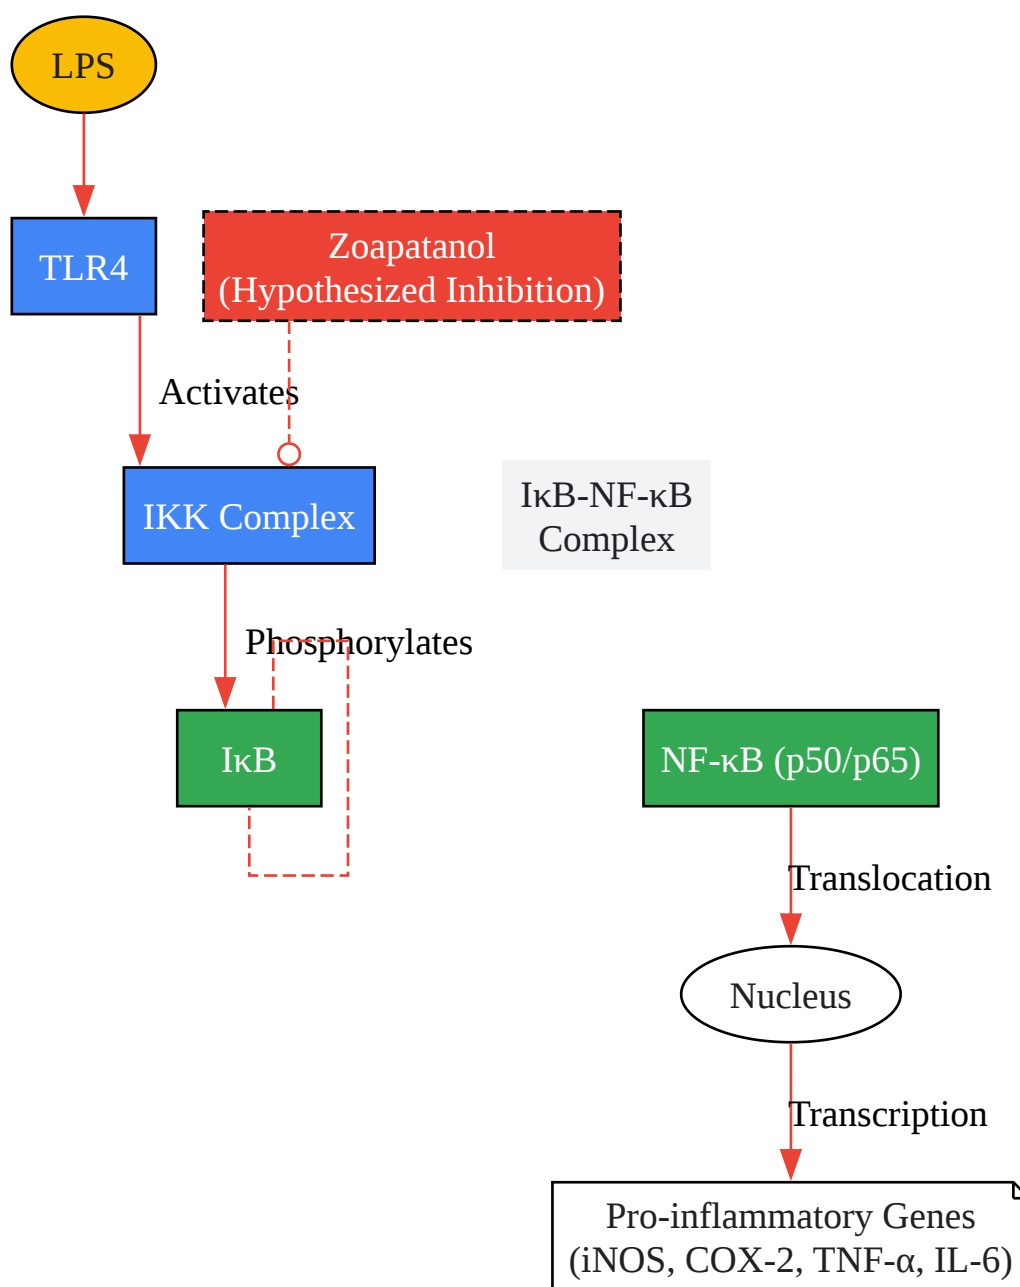 LPS
TLR4
Zoapatanol
(Hypothesized Inhibition)
Activates
IKK Complex
IκB-NF-κB
Complex
Phosphorylates
IκB
NF-κB (p50/p65)
Translocation
Nucleus
Transcription
Pro-inflammatory Genes
(iNOS, COX-2, TNF-α, IL-6)